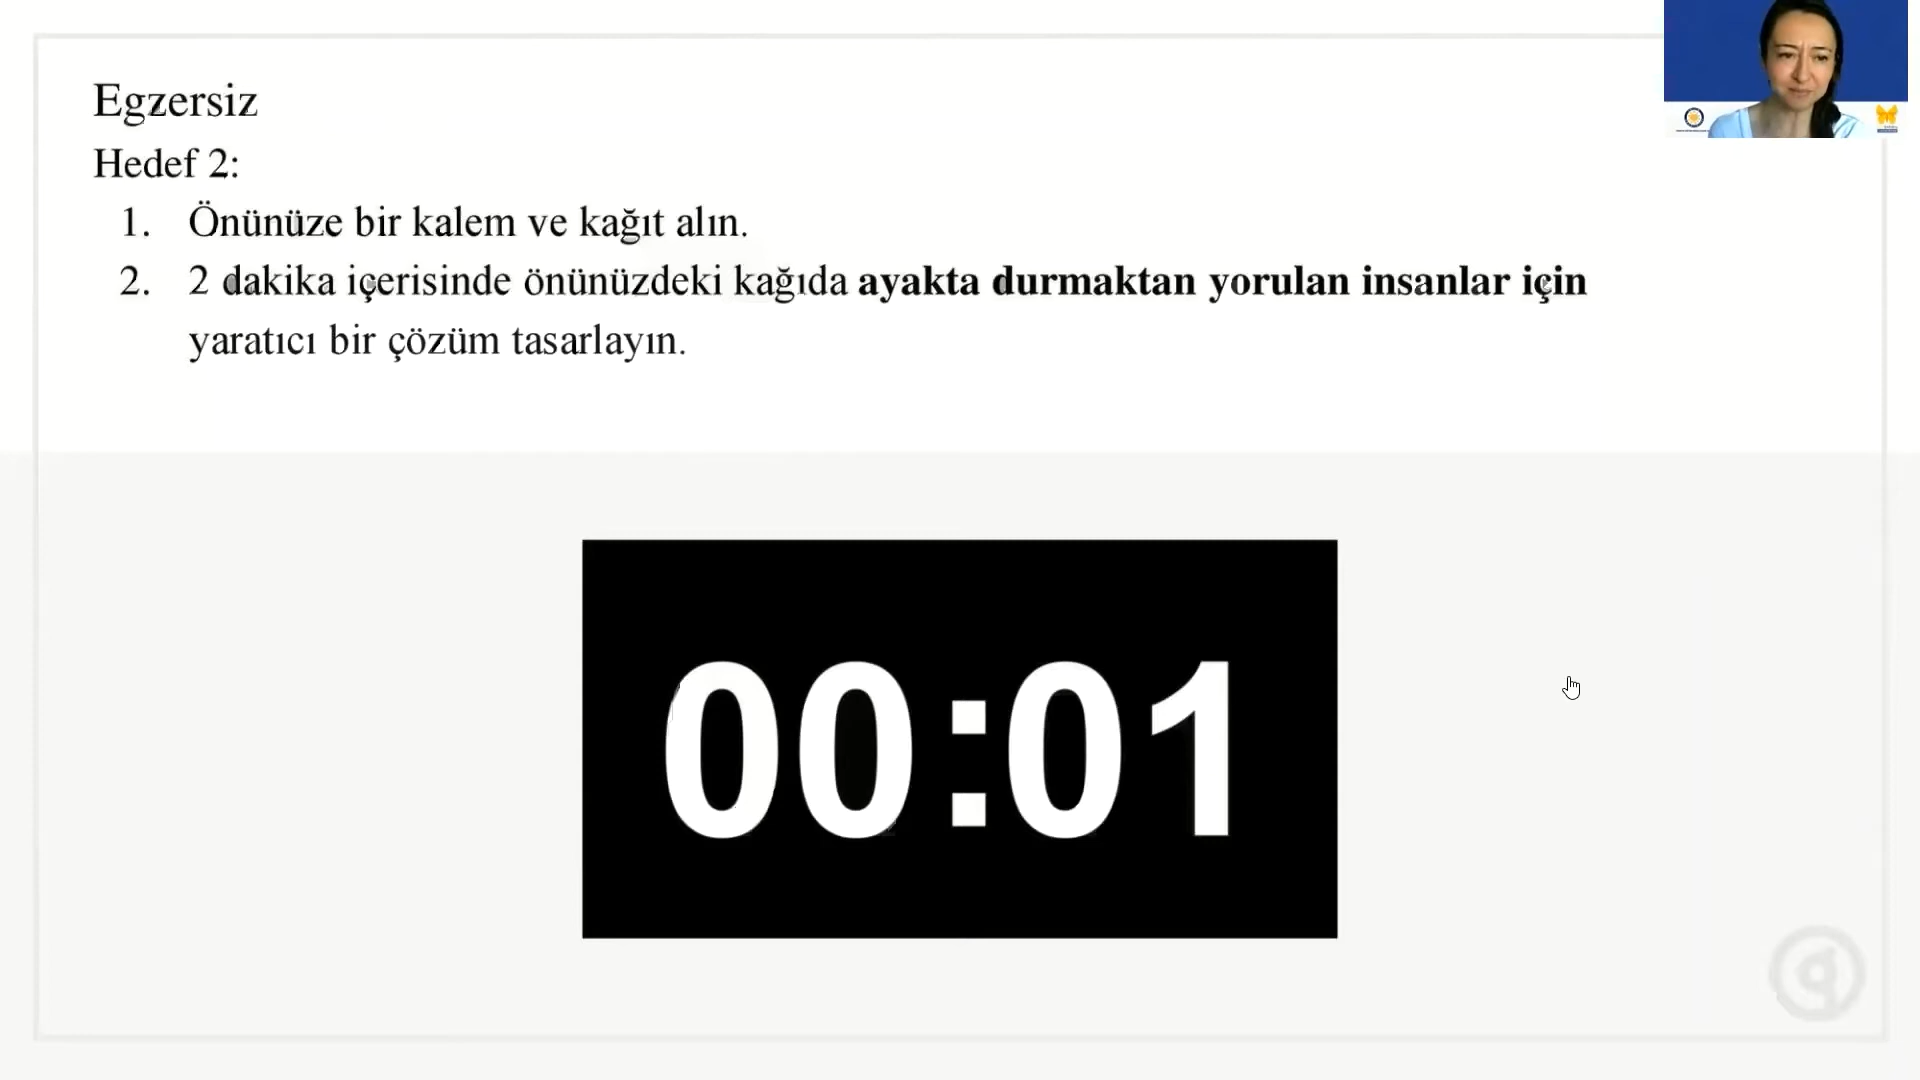 Egzersiz
Hedef 2:
1. Önünüze bir kalem ve kağıt alın.
2. 2 dakika içerisinde önünüzdeki kağıda ayakta durmaktan yorulan insanlar için
yaratıcı bir çözüm tasarlayın.
00:01